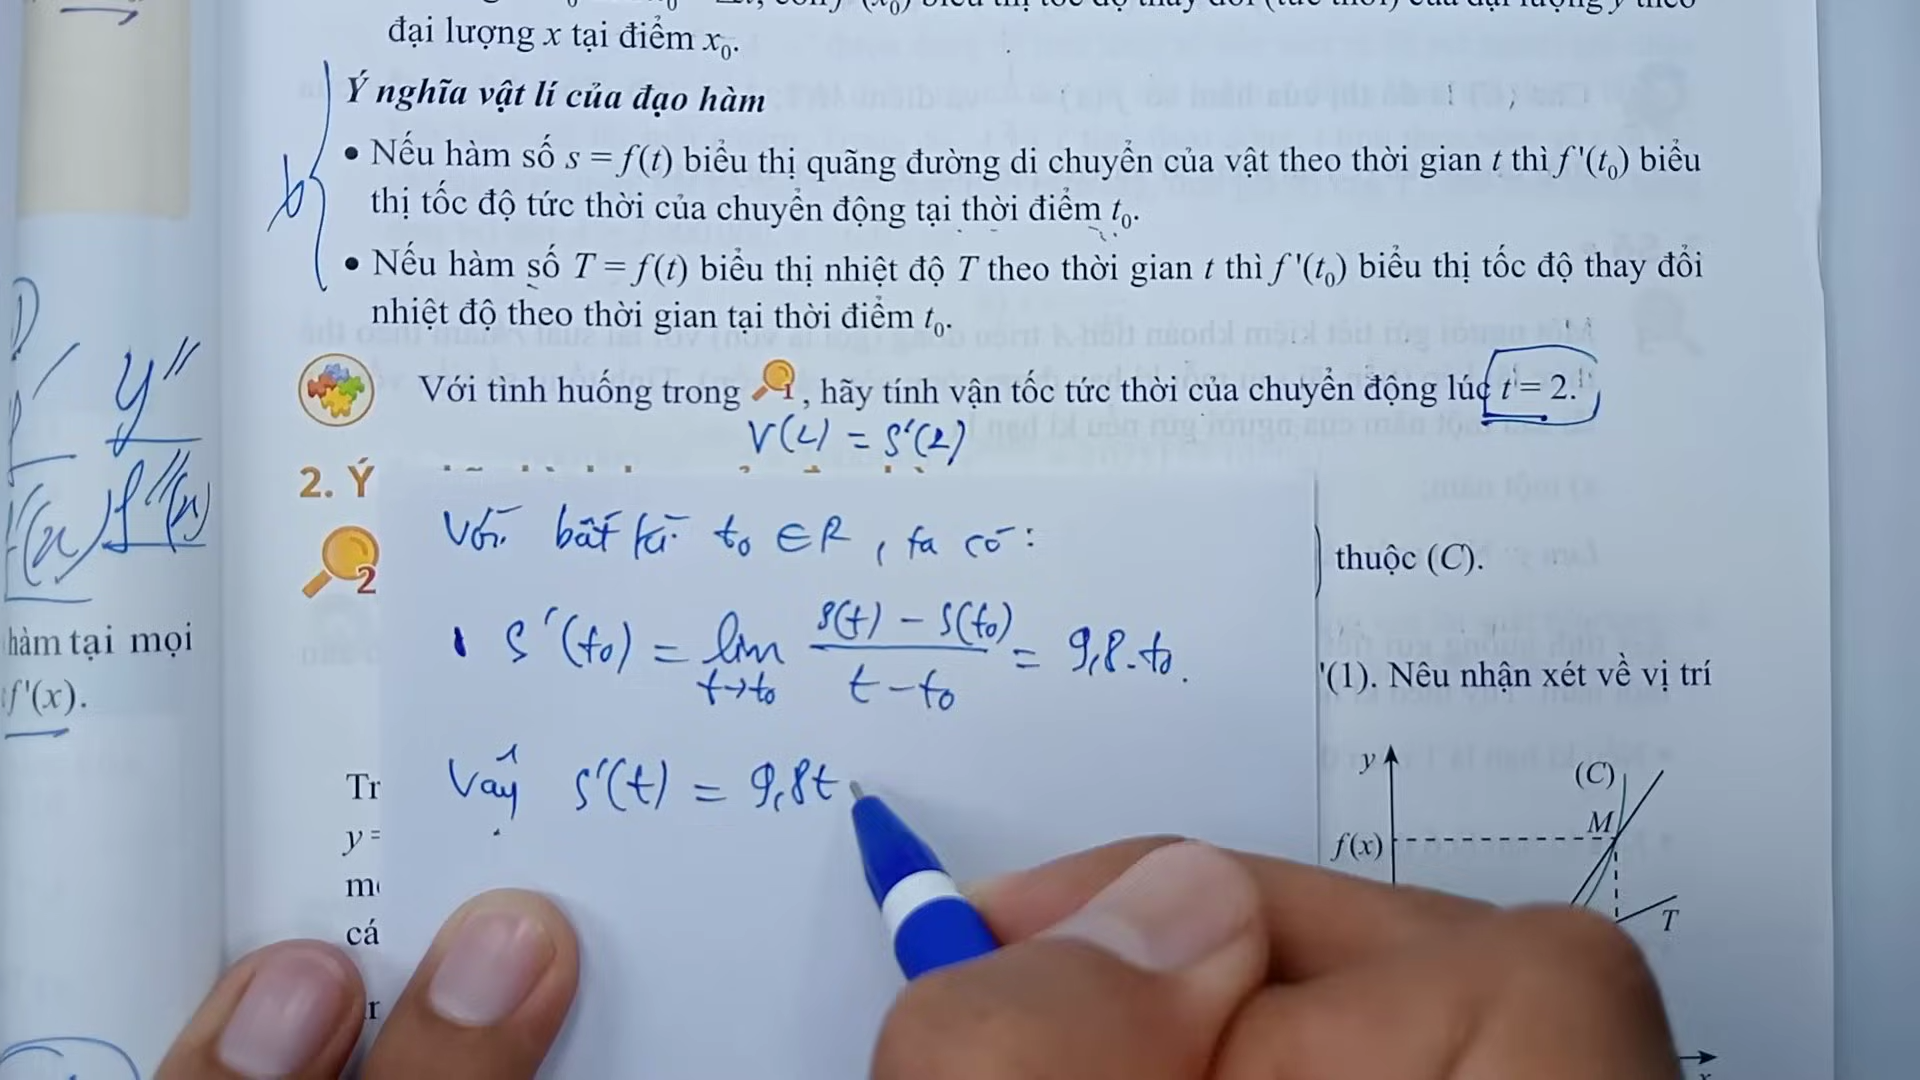 đại lượng x tại điểm x₀.
Ý nghĩa vật lí của đạo hàm
b
• Nếu hàm số s = f(t) biểu thị quãng đường di chuyển của vật theo thời gian t thì f'(t₀) biểu
thị tốc độ tức thời của chuyển động tại thời điểm t₀.
• Nếu hàm số T = f(t) biểu thị nhiệt độ T theo thời gian t thì f'(t₀) biểu thị tốc độ thay đổi
nhiệt độ theo thời gian tại thời điểm t₀.
Với tình huống trong 1, hãy tính vận tốc tức thời của chuyển động lúc t = 2.
V(2) = S'(2)
2. Ý
Với bất kì t₀ ∈ R, ta có:
2
thuộc (C).
S'(t₀) = lim t→t₀ (S(t) − S(t₀))/(t − t₀) = 9,8.t₀.
'(1). Nêu nhận xét về vị trí
Vậy S'(t) = 9,8t
y''
f''(x)
hàm tại mọi
f'(x).
Tr
y =
cá
y
(C)
M
f(x)
T
x